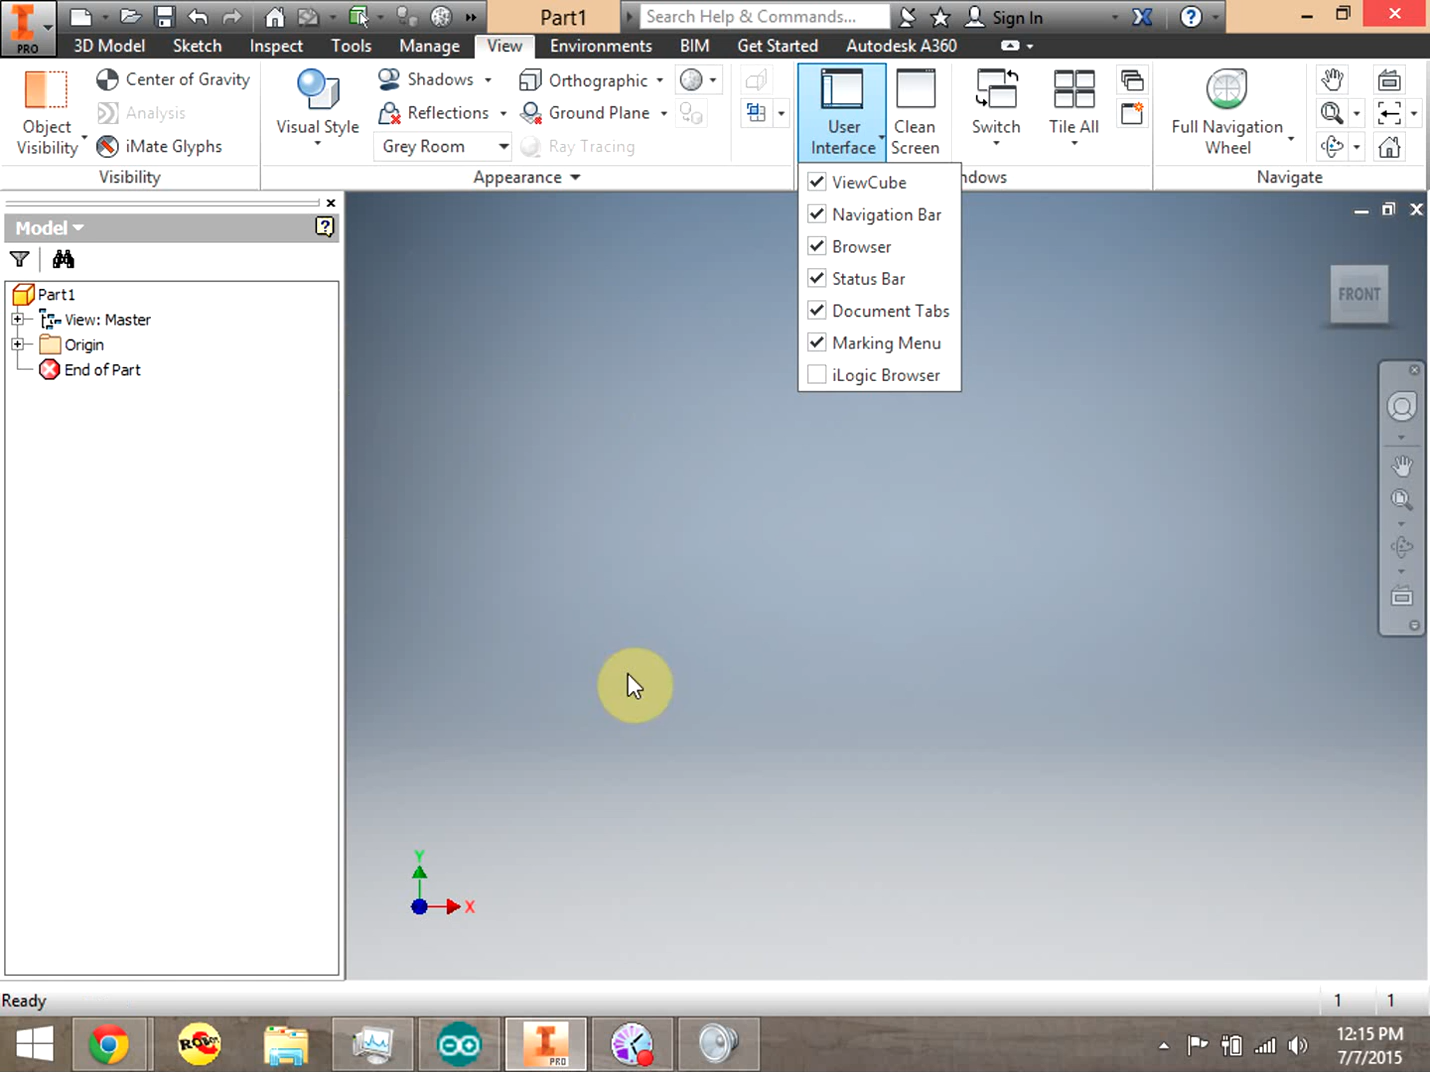 Part1
Search Help & Commands...
Sign In
PRO
3D Model Sketch Inspect Tools Manage View Environments BIM Get Started Autodesk A360
Object Visibility
Center of Gravity
Analysis
iMate Glyphs
Visibility
Visual Style
Shadows
Reflections
Grey Room
Orthographic
Ground Plane
Ray Tracing
Appearance
User Interface
Clean Screen
Switch
Tile All
ndows
Full Navigation Wheel
Navigate
ViewCube
Navigation Bar
Browser
Status Bar
Document Tabs
Marking Menu
iLogic Browser
Model
Part1
View: Master
Origin
End of Part
FRONT
Y
X
Ready
1 1
PRO
12:15 PM
7/7/2015